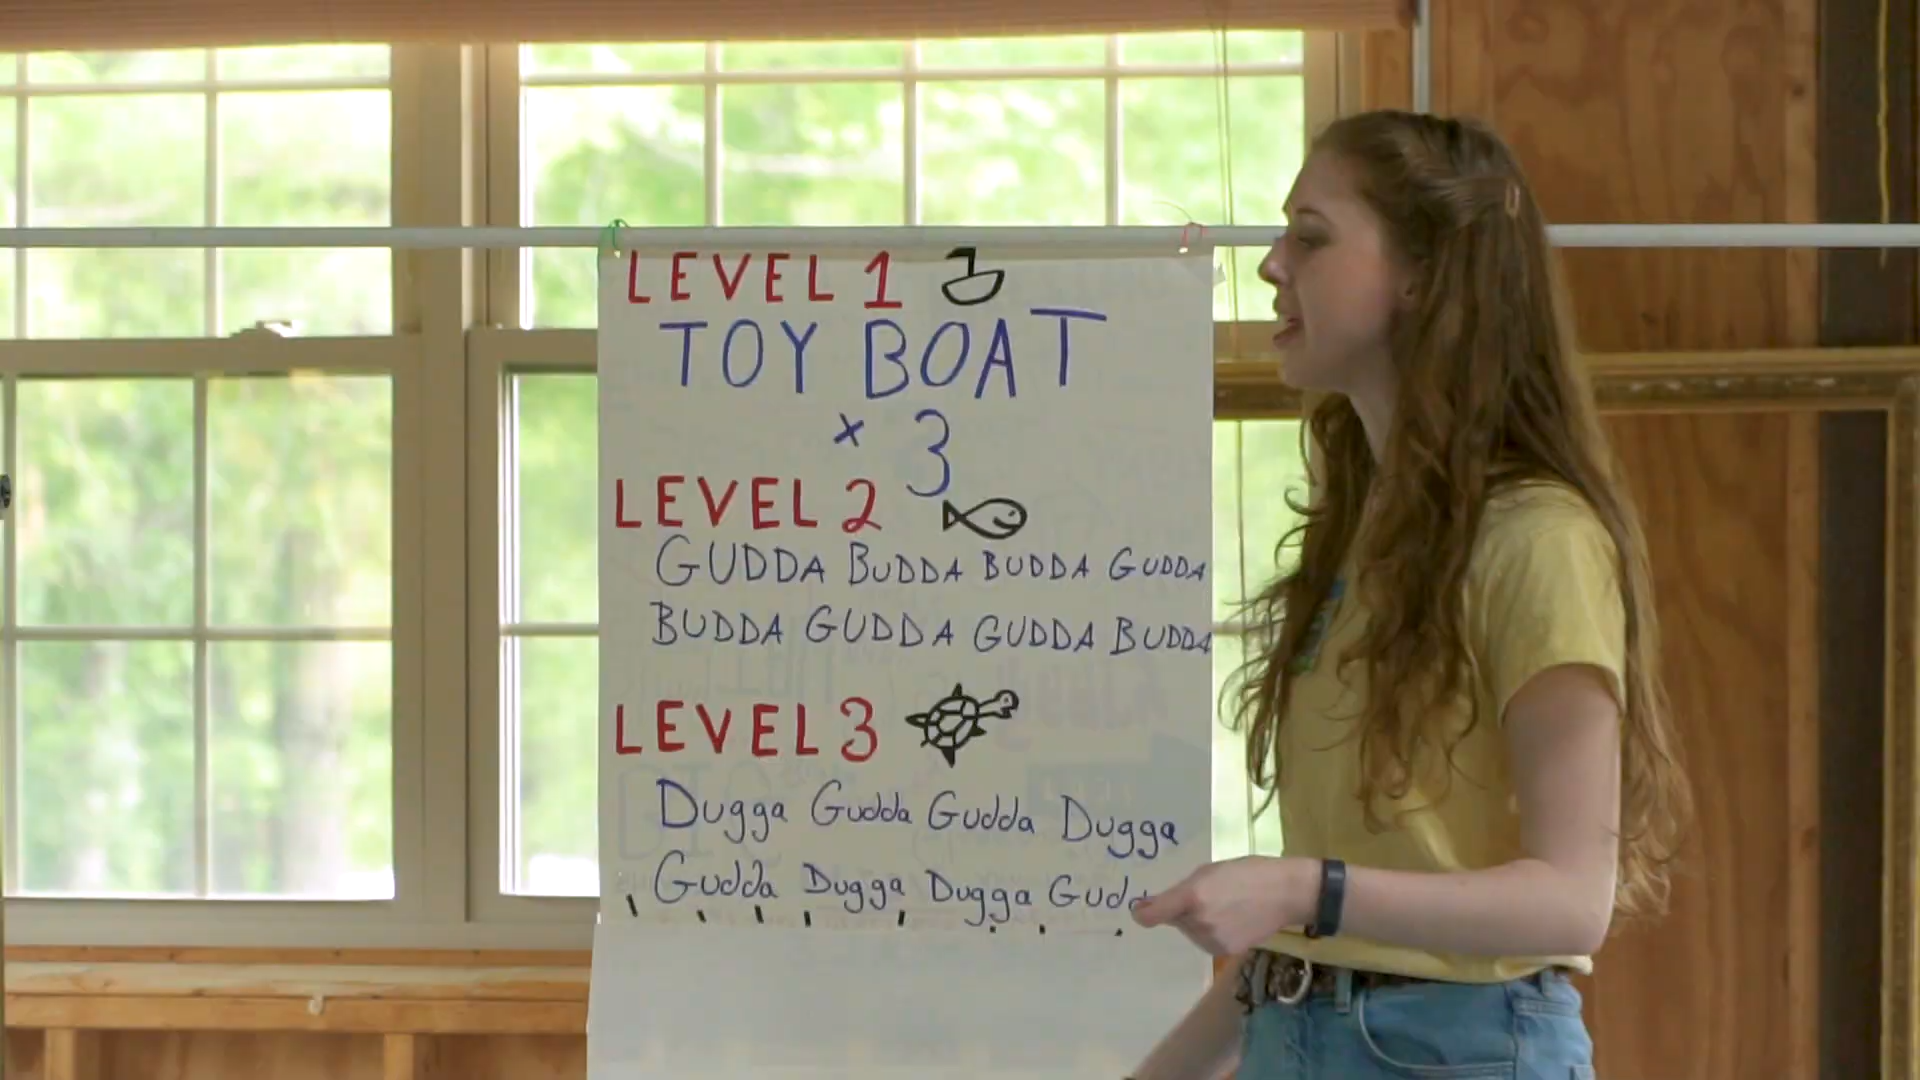 LEVEL 1
TOY BOAT
× 3
LEVEL 2
GUDDA BUDDA BUDDA GUDDA
BUDDA GUDDA GUDDA BUDDA
LEVEL 3
Dugga Gudda Gudda Dugga
Gudda Dugga Dugga